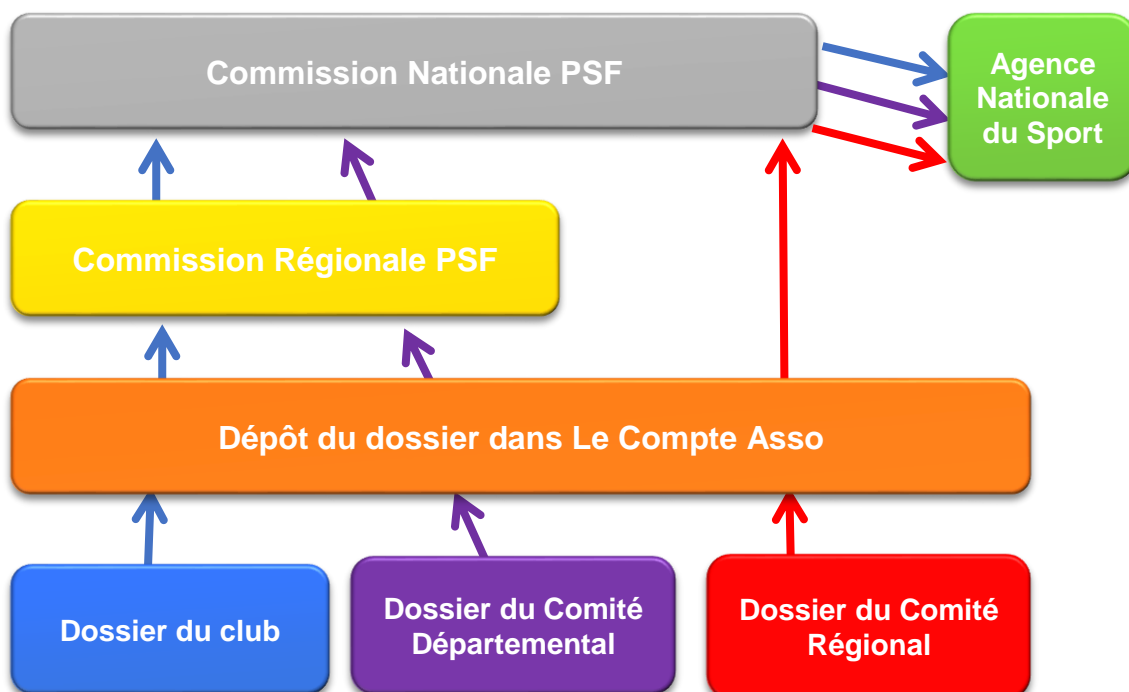 Commission Nationale PSF
Agence
Nationale
du Sport
Commission Régionale PSF
Dépôt du dossier dans Le Compte Asso
Dossier du club
Dossier du Comité
Départemental
Dossier du Comité
Régional